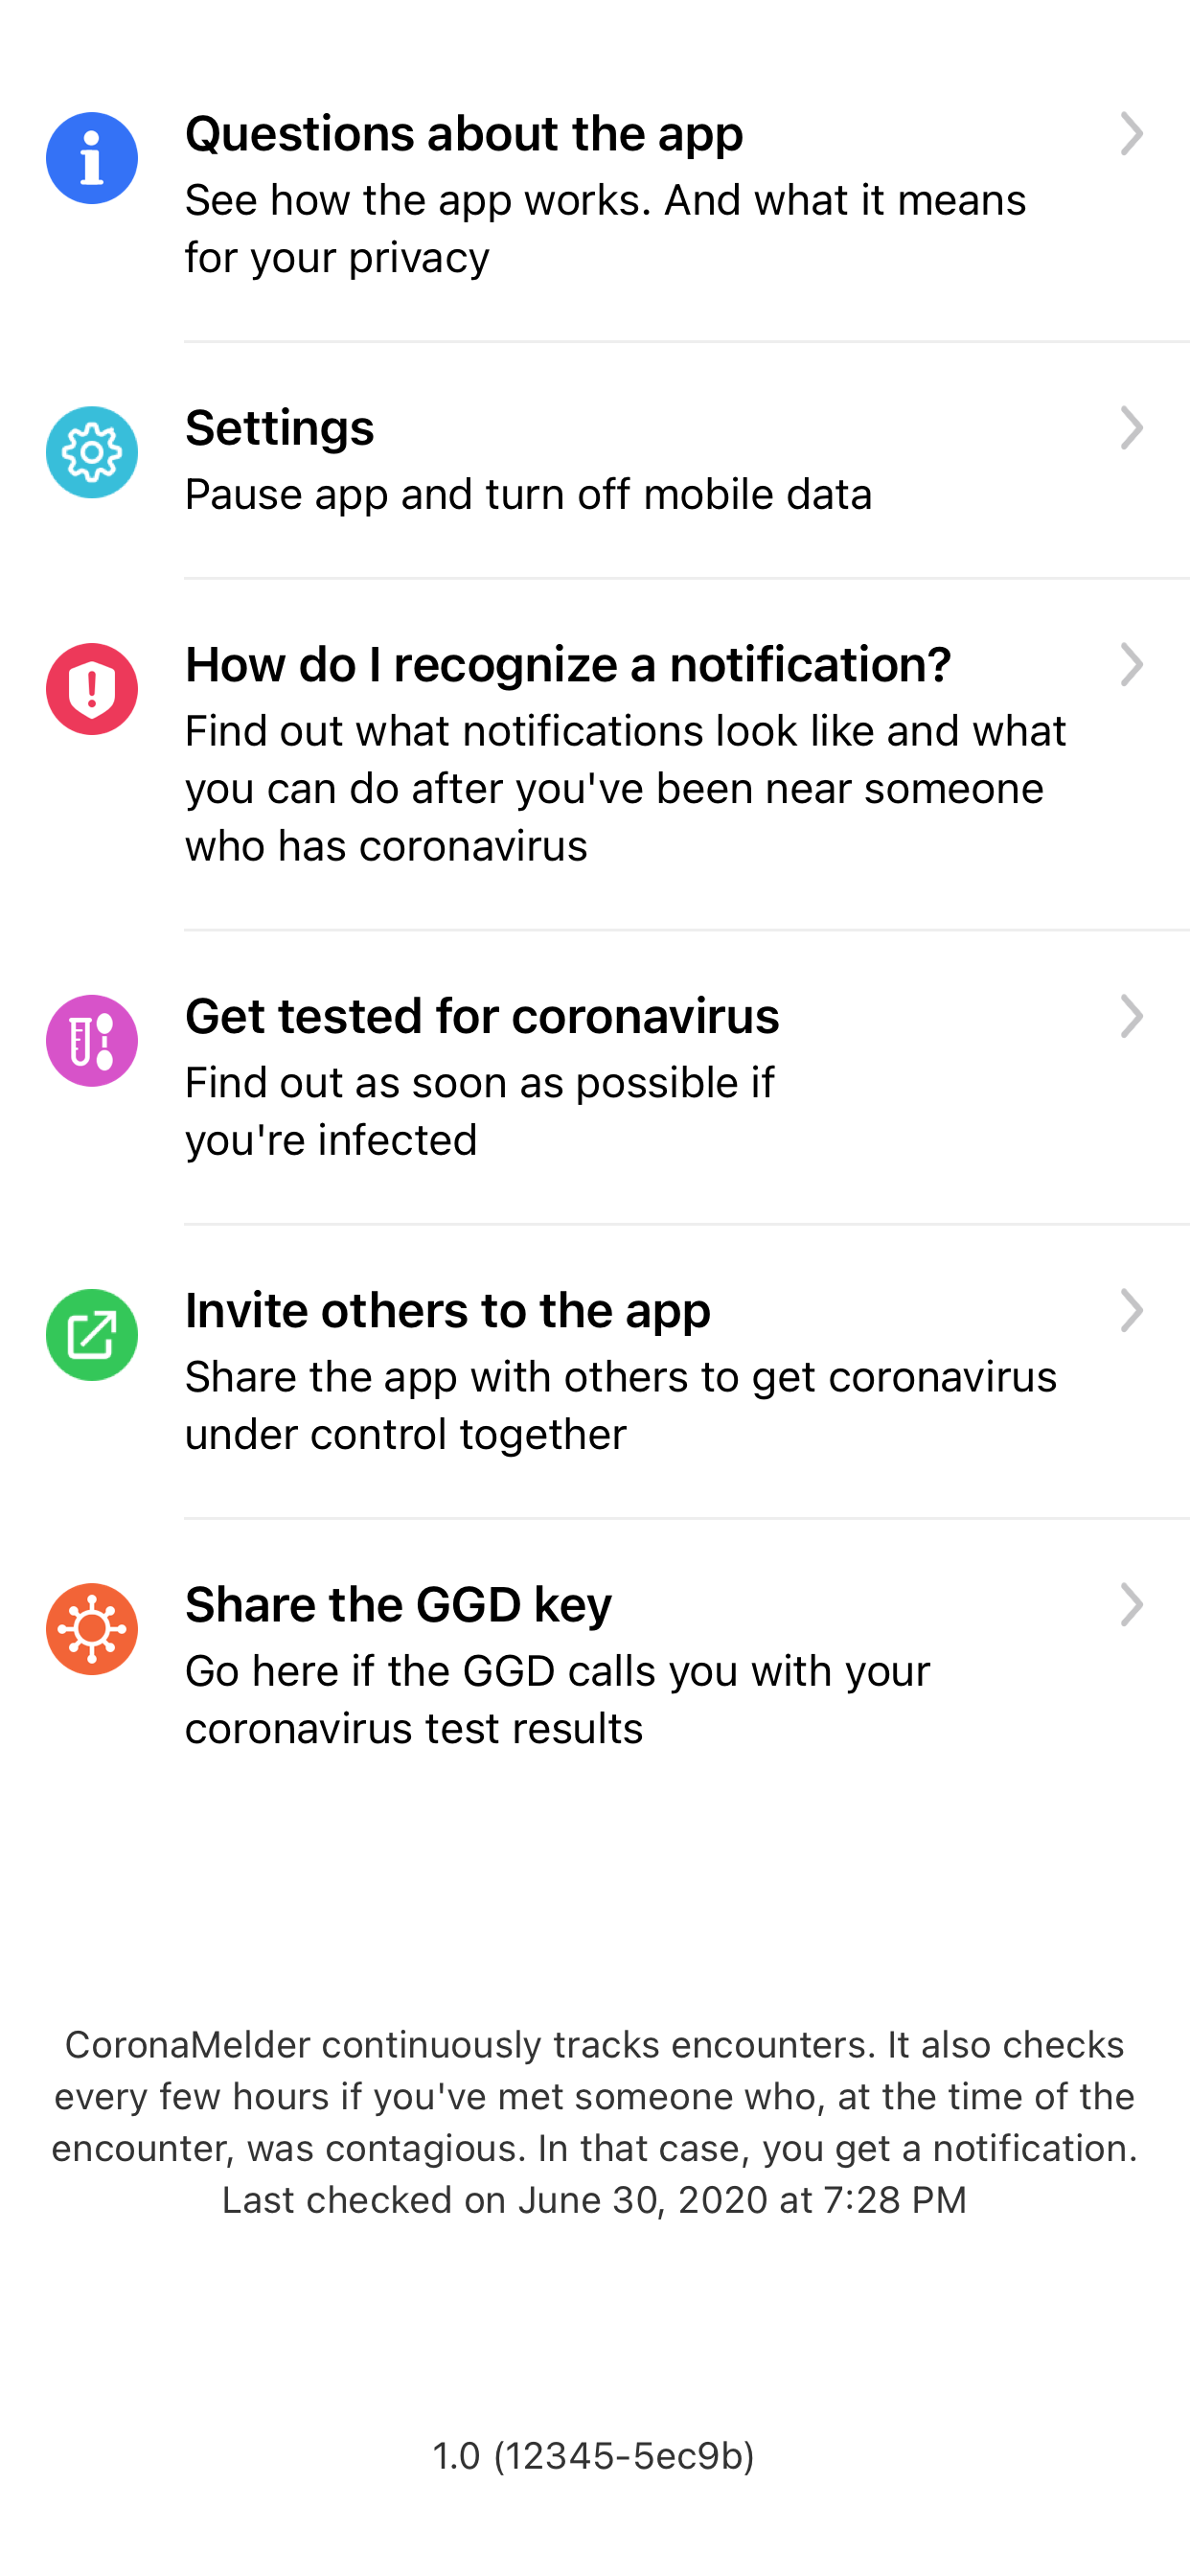 Questions about the app
See how the app works. And what it means
for your privacy
Settings
Pause app and turn off mobile data
How do I recognize a notification?
Find out what notifications look like and what
you can do after you've been near someone
who has coronavirus
Get tested for coronavirus
Find out as soon as possible if
you're infected
Invite others to the app
Share the app with others to get coronavirus
under control together
Share the GGD key
Go here if the GGD calls you with your
coronavirus test results
CoronaMelder continuously tracks encounters. It also checks
every few hours if you've met someone who, at the time of the
encounter, was contagious. In that case, you get a notification.
Last checked on June 30, 2020 at 7:28 PM
1.0 (12345-5ec9b)